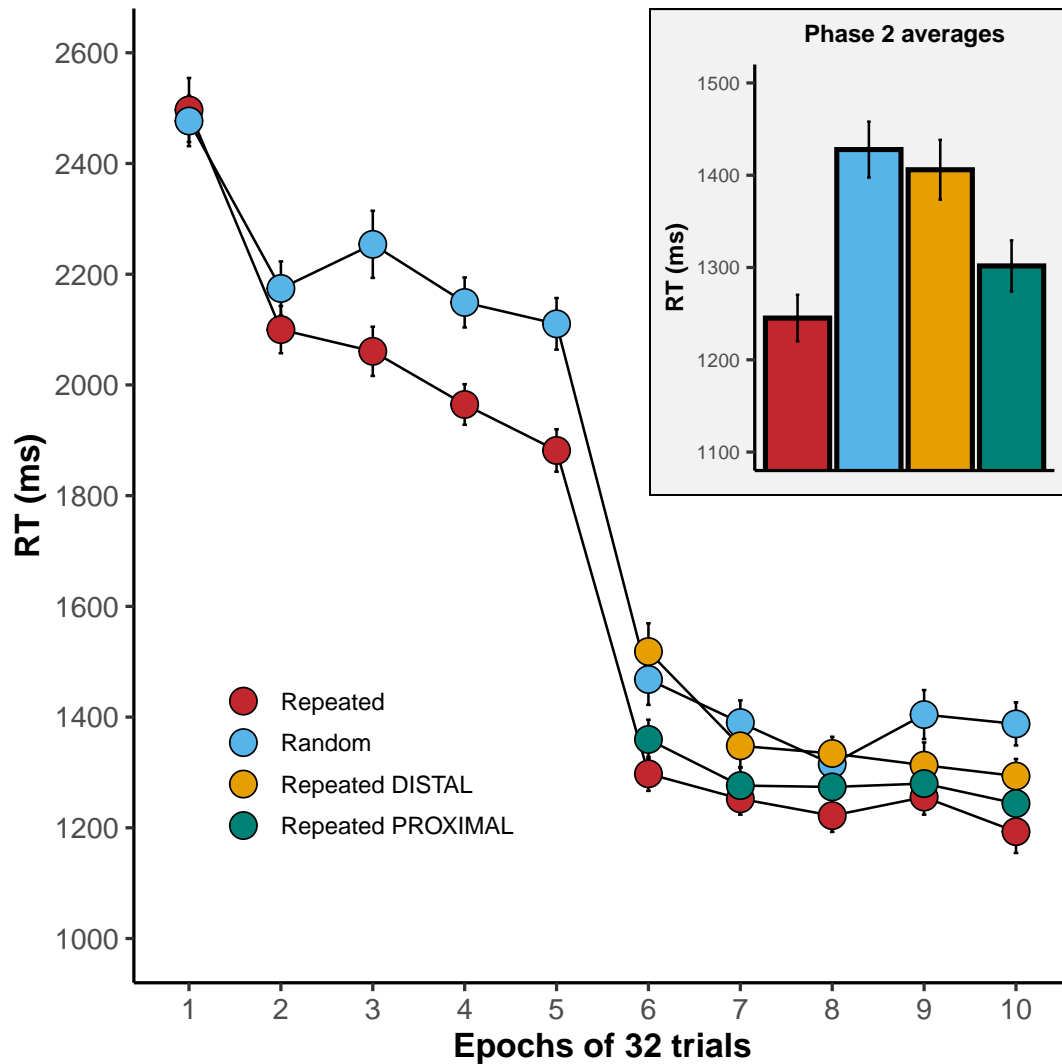 2600
2400
2200
2000
1800
1600
1400
1200
1000
RT (ms)
1 2 3 4 5 6 7 8 9 10
Epochs of 32 trials
Repeated
Random
Repeated DISTAL
Repeated PROXIMAL
Phase 2 averages
1500
1400
1300
1200
1100
RT (ms)